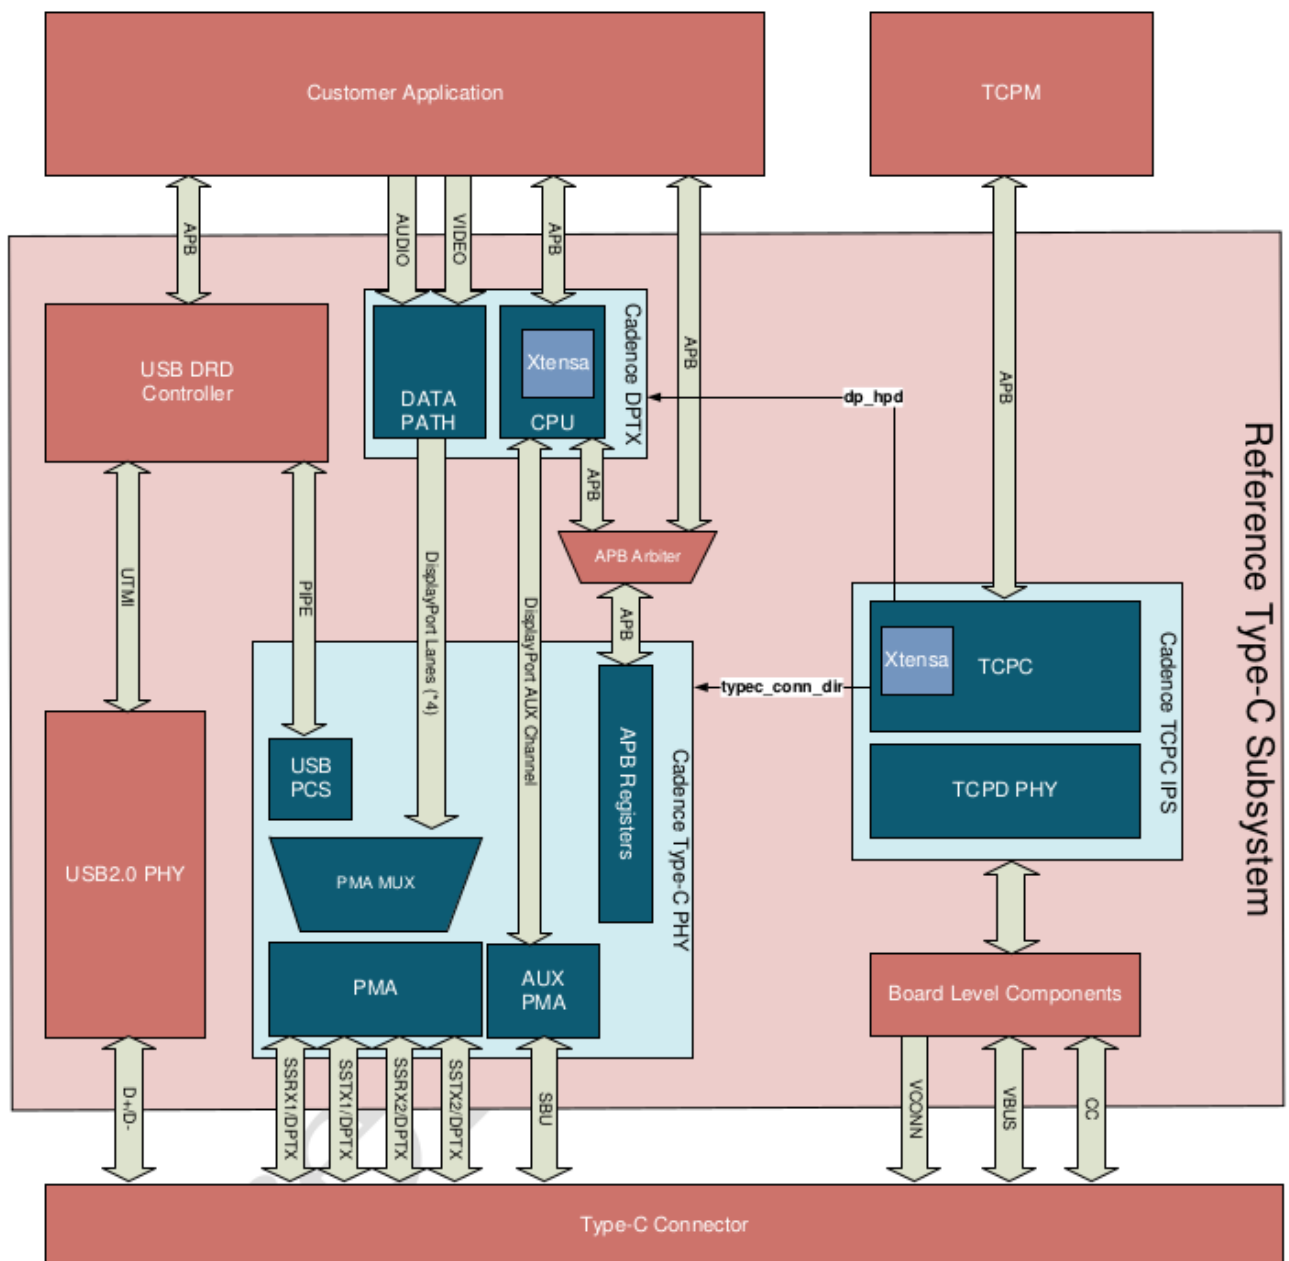 Customer Application
TCPM
APB
AUDIO
VIDEO
APB
APB
APB
USB DRD
Controller
DATA
PATH
Xtensa
CPU
Cadence DPTX
dp_hpd
APB
APB Arbiter
UTMI
PIPE
DisplayPort Lanes (*4)
DisplayPort AUX Channel
APB
Reference Type-C Subsystem
Xtensa
TCPC
typec_conn_dir
Cadence TCPC IPS
TCPD PHY
USB
PCS
APB Registers
Cadence Type-C PHY
USB2.0 PHY
PMA MUX
PMA
AUX
PMA
Board Level Components
D+/D-
SSRX1/DPTX
SSTX1/DPTX
SSRX2/DPTX
SSTX2/DPTX
SBU
VCONN
VBUS
CC
Type-C Connector